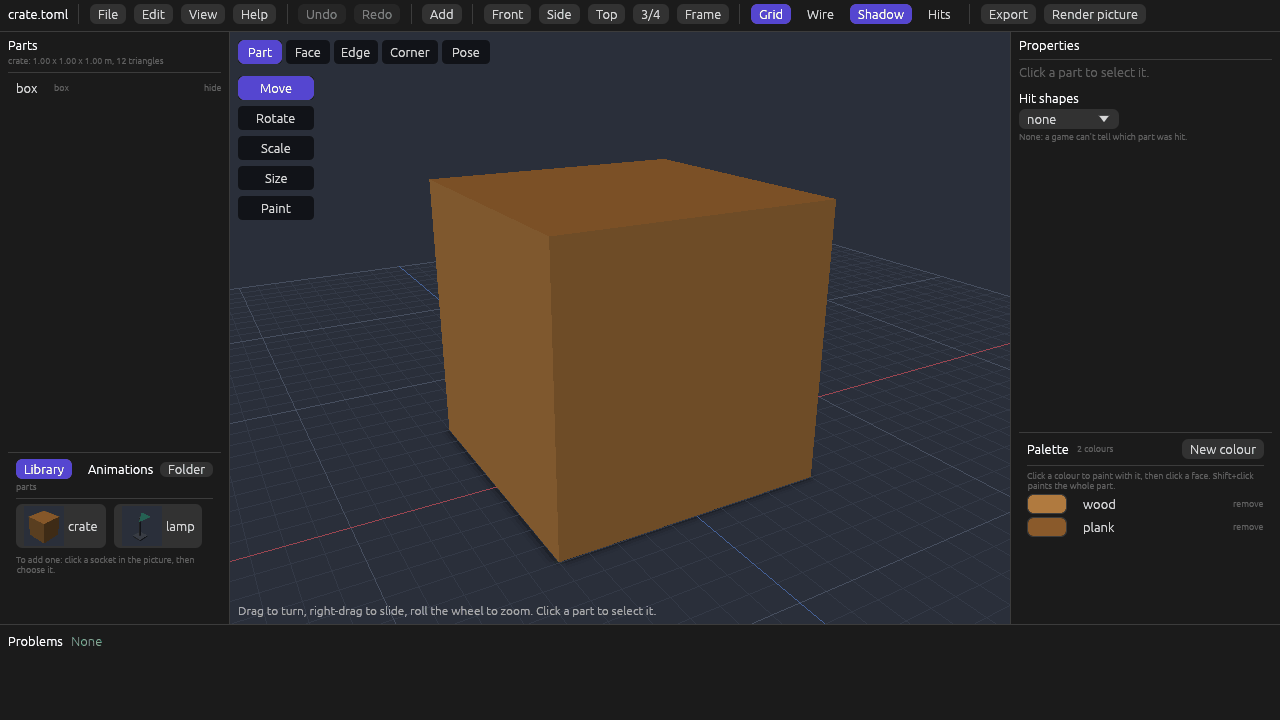 crate.toml File Edit View Help Undo Redo Add Front Side Top 3/4 Frame Grid Wire Shadow Hits Export Render picture
Parts
crate: 1.00 x 1.00 x 1.00 m, 12 triangles
box box hide
Library Animations Folder
parts
crate lamp
To add one: click a socket in the picture, then
choose it.
Part Face Edge Corner Pose
Move
Rotate
Scale
Size
Paint
Drag to turn, right-drag to slide, roll the wheel to zoom. Click a part to select it.
Properties
Click a part to select it.
Hit shapes
none
None: a game can't tell which part was hit.
Palette 2 colours New colour
Click a colour to paint with it, then click a face. Shift+click
paints the whole part.
wood remove
plank remove
Problems None